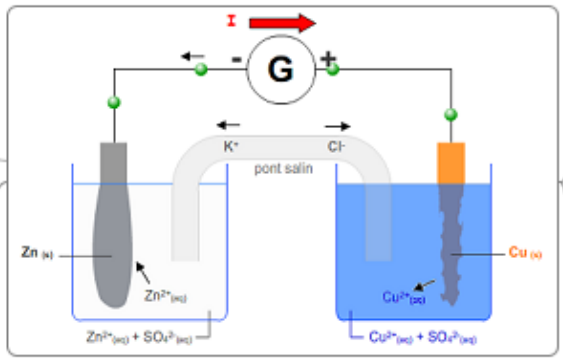 I
- G +
K⁺ Cl⁻
pont salin
Zn (s)
Cu (s)
Zn²⁺(aq)
Cu²⁺(aq)
Zn²⁺(aq) + SO₄²⁻(aq)
Cu²⁺(aq) + SO₄²⁻(aq)